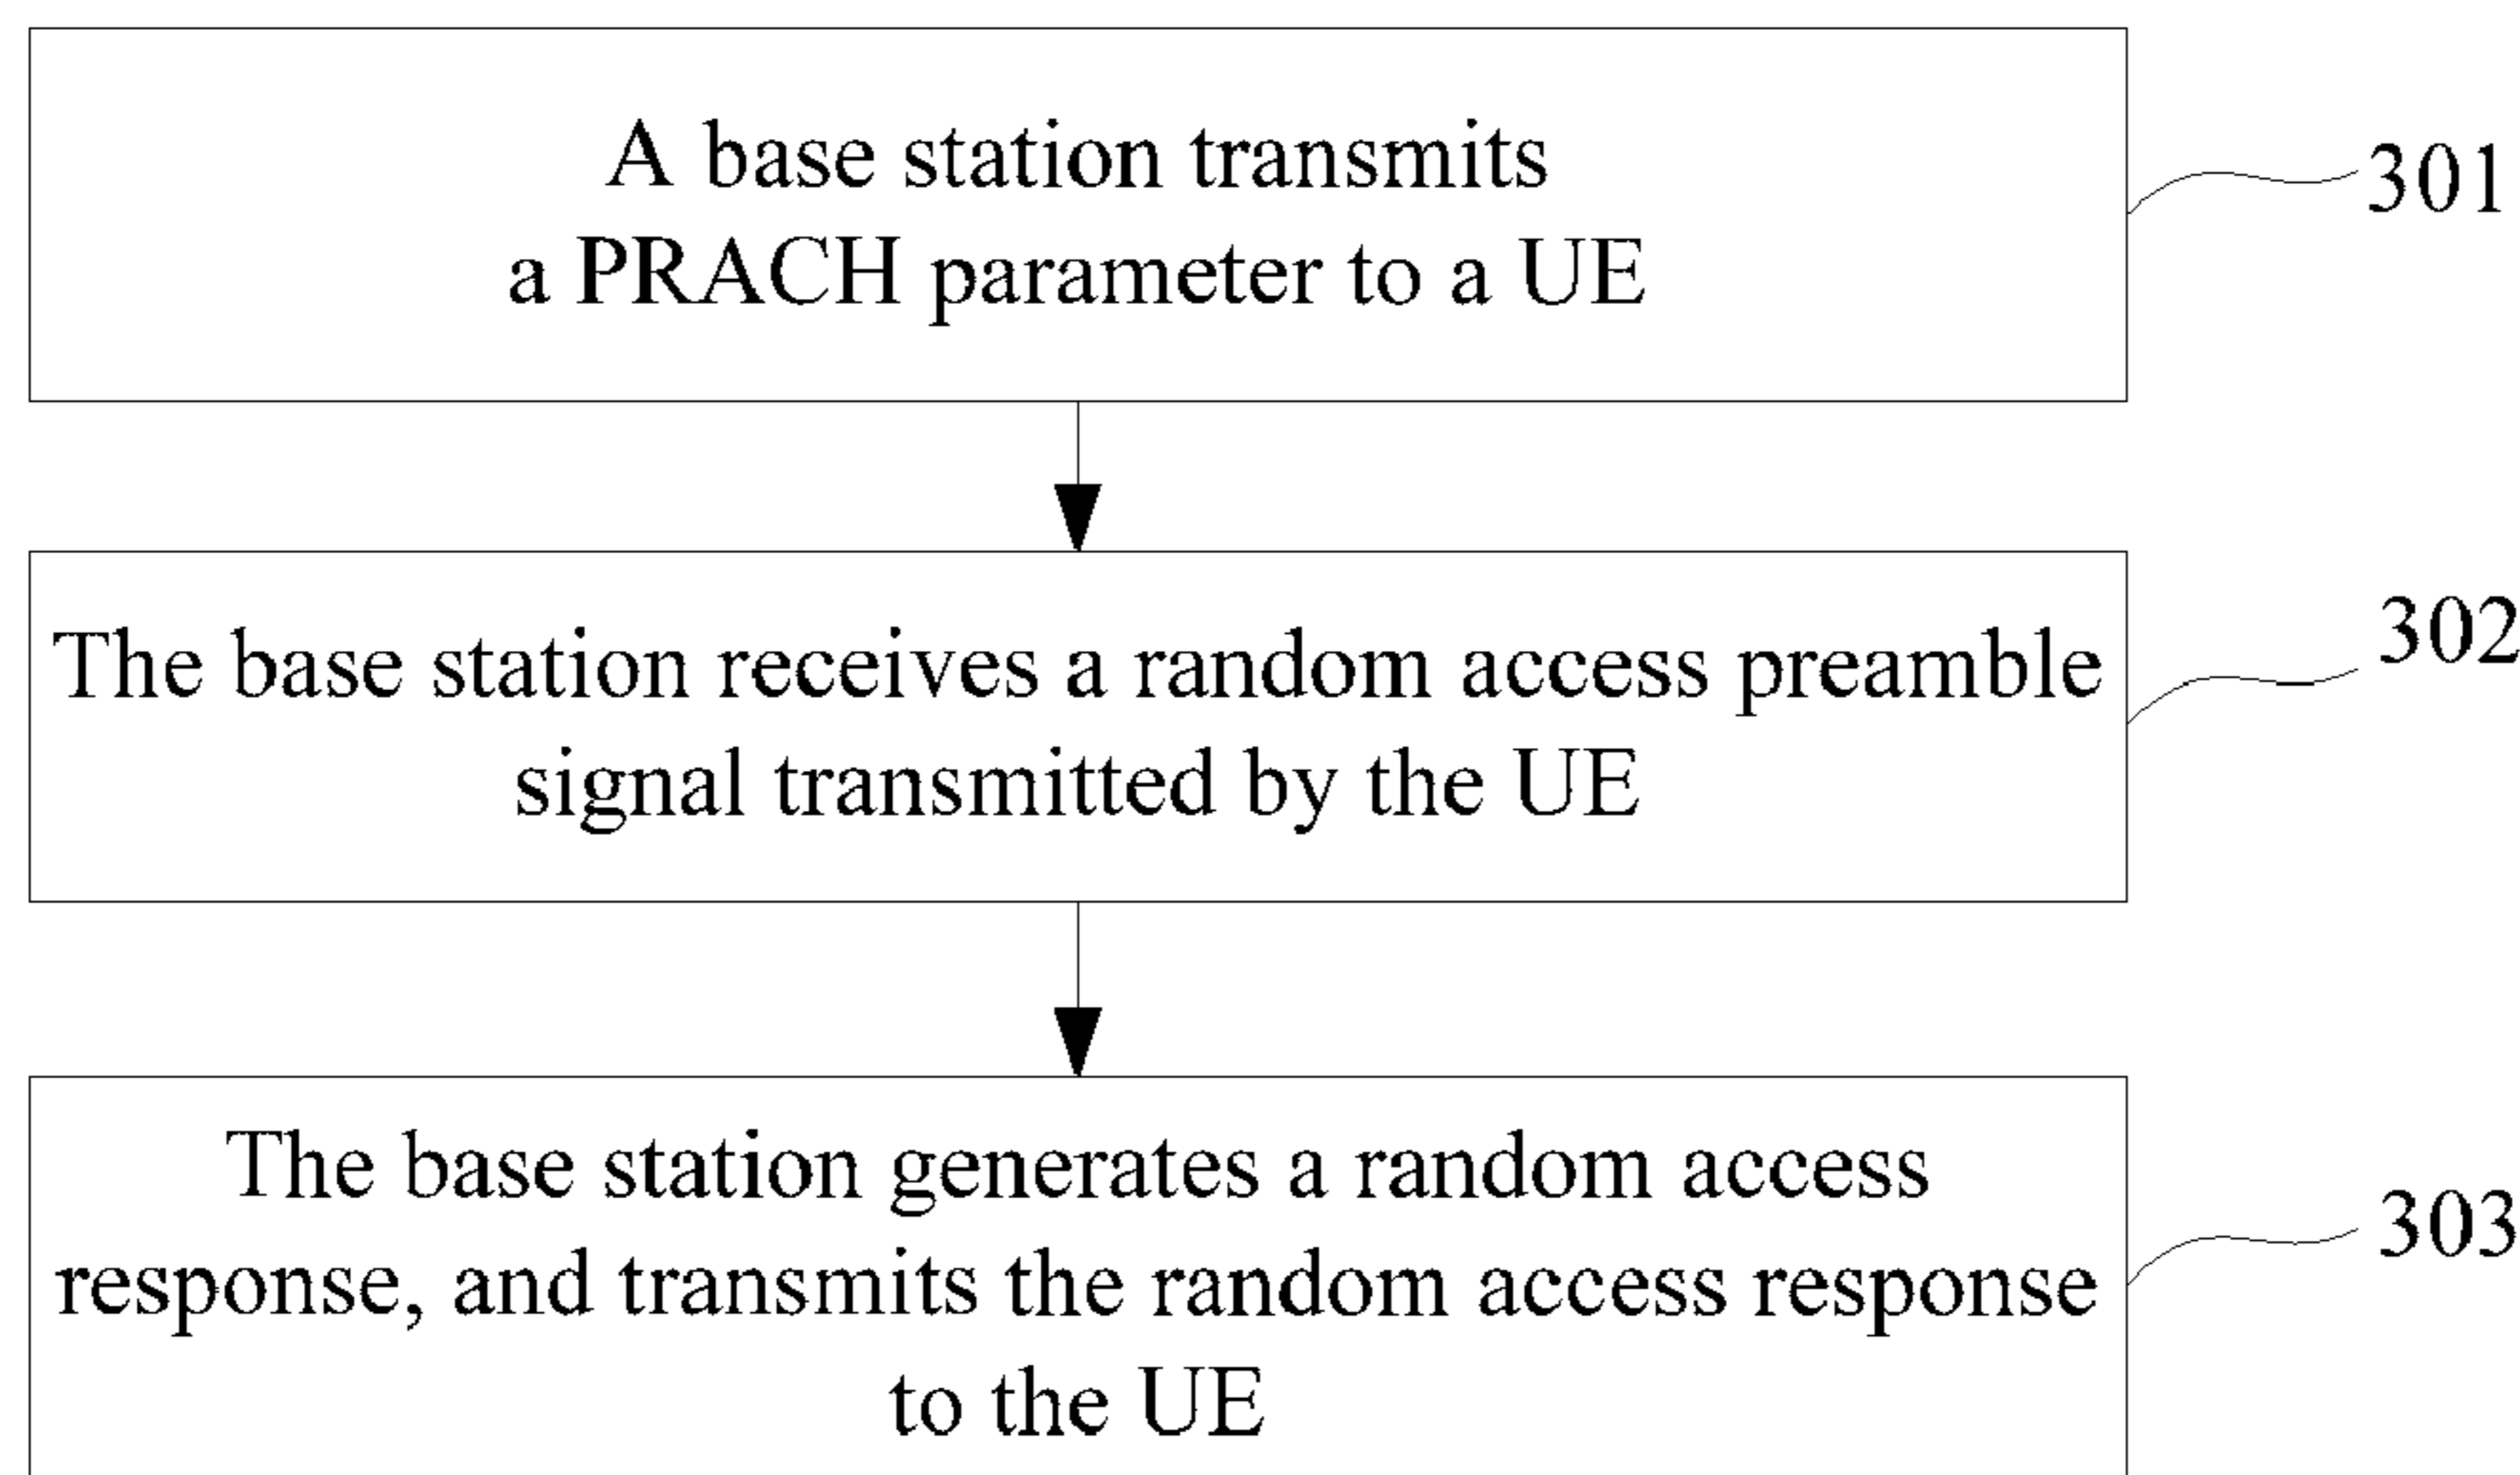 A base station transmits
a PRACH parameter to a UE
301
The base station receives a random access preamble
signal transmitted by the UE
302
The base station generates a random access
response, and transmits the random access response
to the UE
303